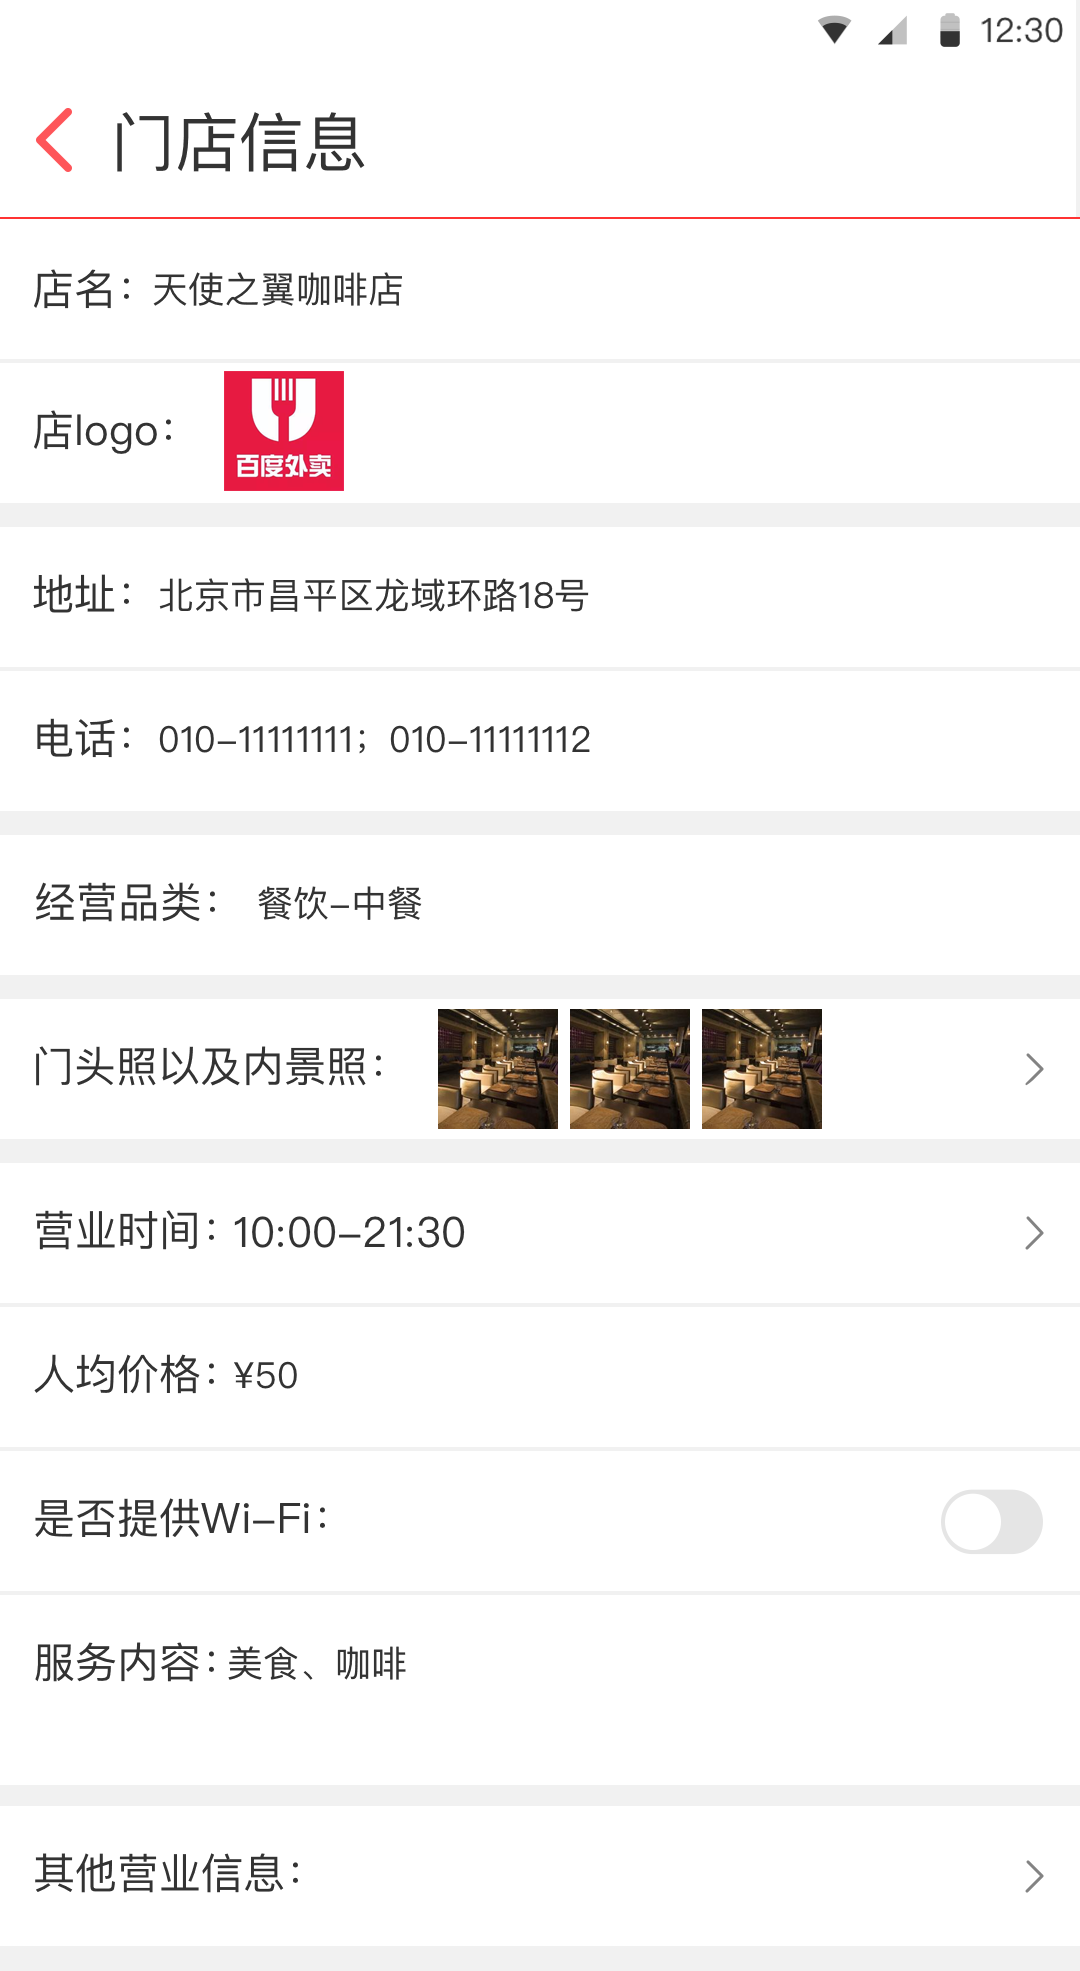 12:30
门店信息
店名：天使之翼咖啡店
店logo：
百度外卖
地址：北京市昌平区龙域环路18号
电话：010-11111111；010-11111112
经营品类：餐饮-中餐
门头照以及内景照：
营业时间：10:00-21:30
人均价格：¥50
是否提供Wi-Fi：
服务内容：美食、咖啡
其他营业信息：